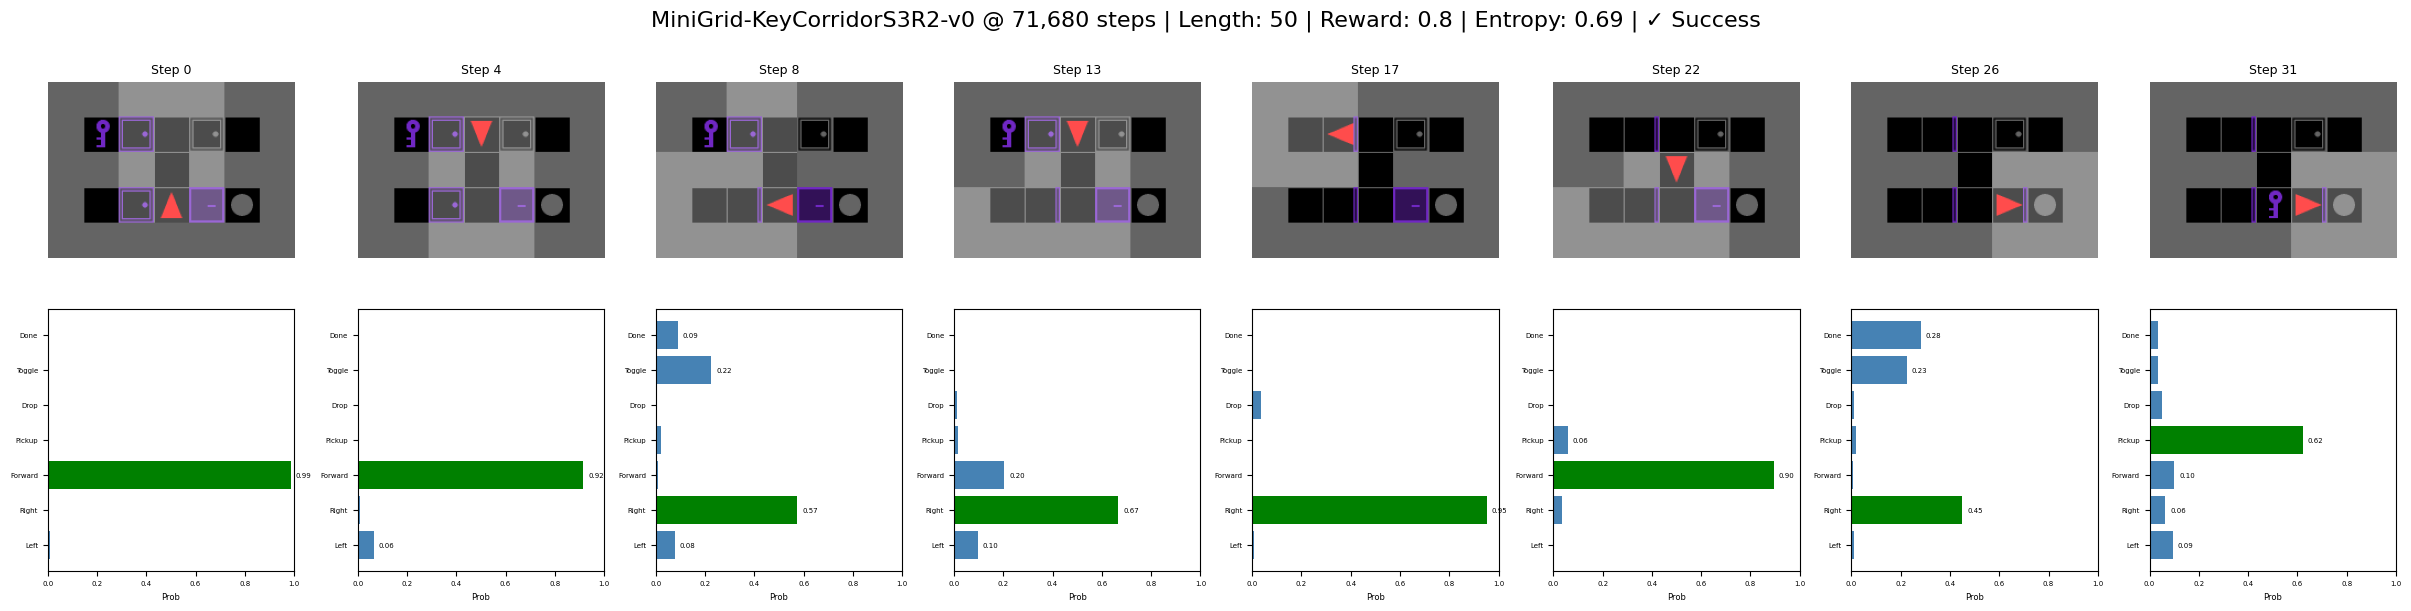 MiniGrid-KeyCorridorS3R2-v0 @ 71,680 steps | Length: 50 | Reward: 0.8 | Entropy: 0.69 | ✓ Success
Step 0
Step 4
Step 8
Step 13
Step 17
Step 22
Step 26
Step 31
Done
Toggle
Drop
Pickup
Forward
Right
Left
0.99
0.0 0.2 0.4 0.6 0.8 1.0
Prob
Done
Toggle
Drop
Pickup
Forward
Right
Left
0.92
0.06
0.0 0.2 0.4 0.6 0.8 1.0
Prob
Done
Toggle
Drop
Pickup
Forward
Right
Left
0.09
0.22
0.57
0.08
0.0 0.2 0.4 0.6 0.8 1.0
Prob
Done
Toggle
Drop
Pickup
Forward
Right
Left
0.20
0.67
0.10
0.0 0.2 0.4 0.6 0.8 1.0
Prob
Done
Toggle
Drop
Pickup
Forward
Right
Left
0.95
0.0 0.2 0.4 0.6 0.8 1.0
Prob
Done
Toggle
Drop
Pickup
Forward
Right
Left
0.06
0.90
0.0 0.2 0.4 0.6 0.8 1.0
Prob
Done
Toggle
Drop
Pickup
Forward
Right
Left
0.28
0.23
0.45
0.0 0.2 0.4 0.6 0.8 1.0
Prob
Done
Toggle
Drop
Pickup
Forward
Right
Left
0.62
0.10
0.06
0.09
0.0 0.2 0.4 0.6 0.8 1.0
Prob